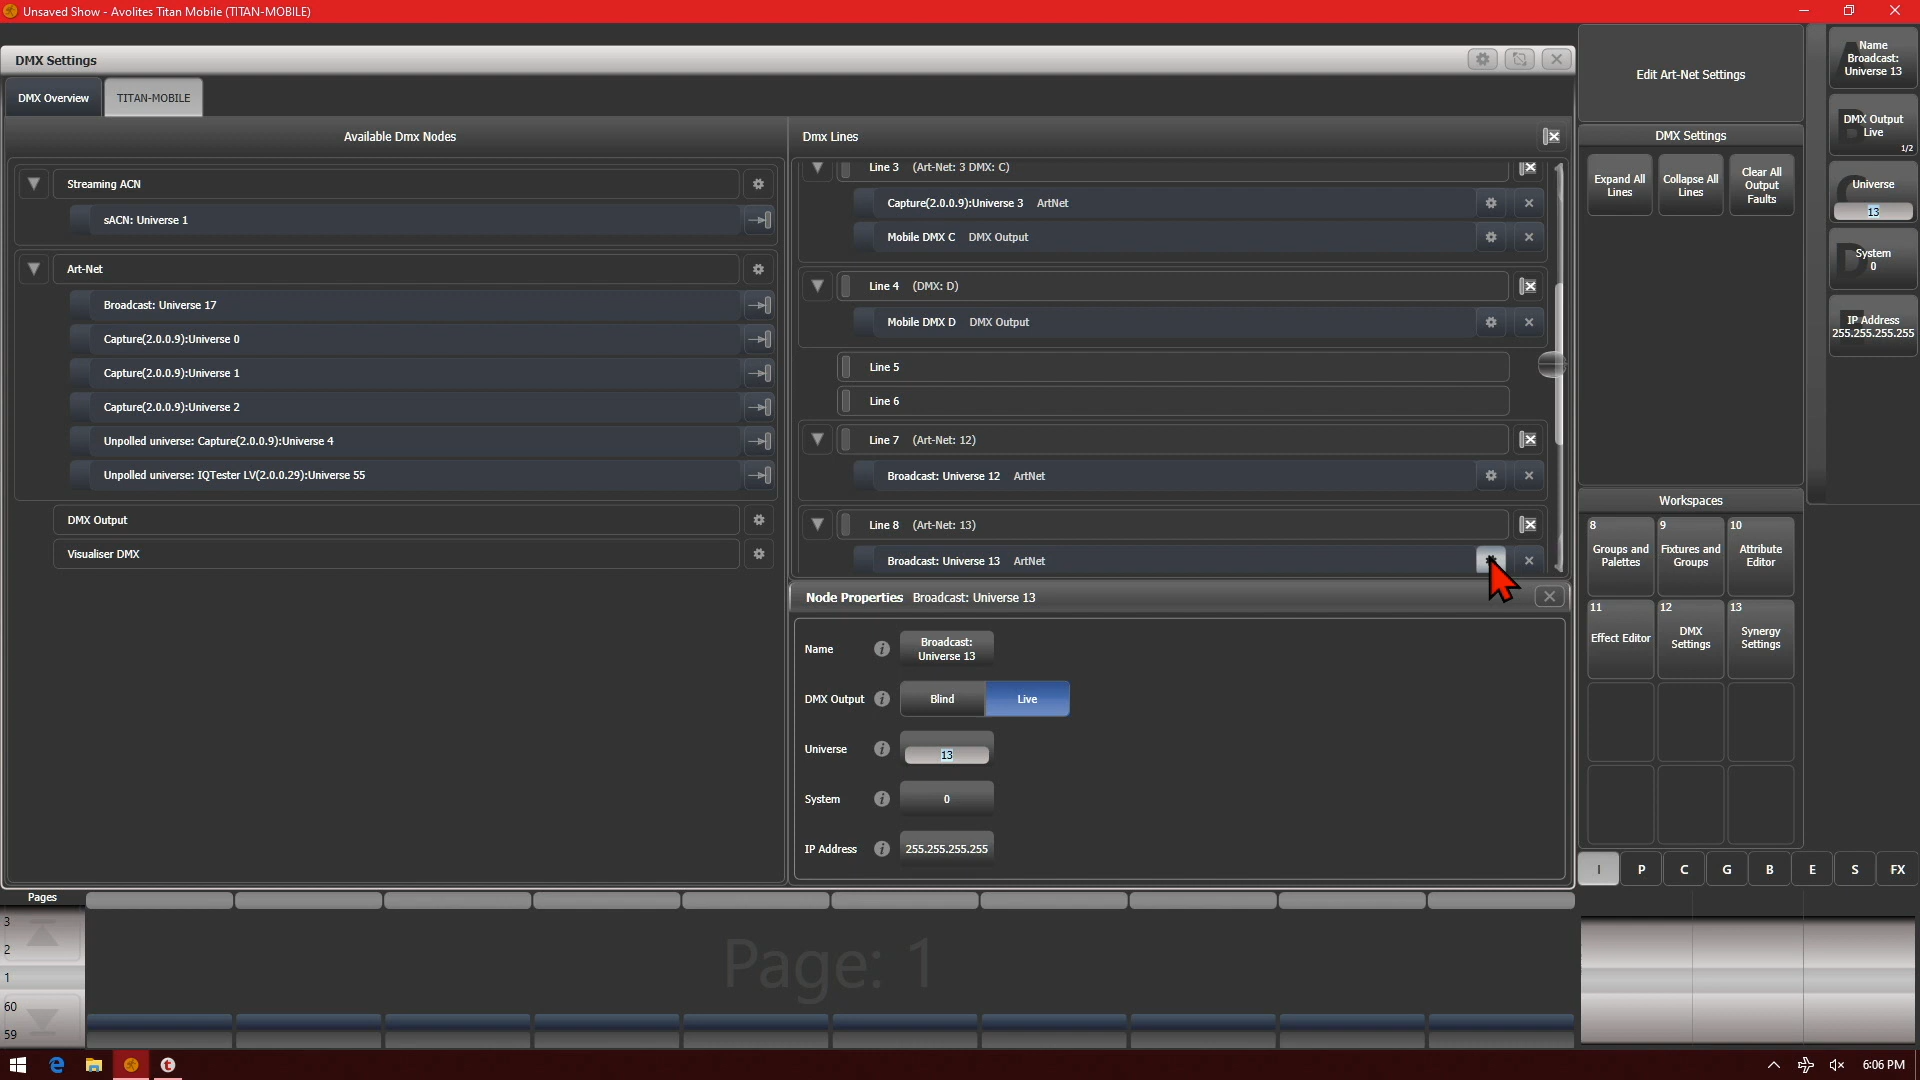 Unsaved Show - Avolites Titan Mobile (TITAN-MOBILE)
DMX Settings
DMX Overview
TITAN-MOBILE
Available Dmx Nodes
Streaming ACN
sACN: Universe 1
Art-Net
Broadcast: Universe 17
Capture(2.0.0.9):Universe 0
Capture(2.0.0.9):Universe 1
Capture(2.0.0.9):Universe 2
Unpolled universe: Capture(2.0.0.9):Universe 4
Unpolled universe: IQTester LV(2.0.0.29):Universe 55
DMX Output
Visualiser DMX
Dmx Lines
Line 3 (Art-Net: 3 DMX: C)
Capture(2.0.0.9):Universe 3 ArtNet
Mobile DMX C DMX Output
Line 4 (DMX: D)
Mobile DMX D DMX Output
Line 5
Line 6
Line 7 (Art-Net: 12)
Broadcast: Universe 12 ArtNet
Line 8 (Art-Net: 13)
Broadcast: Universe 13 ArtNet
Node Properties Broadcast: Universe 13
Name
Broadcast:
Universe 13
DMX Output
Blind
Live
Universe
13
System
0
IP Address
255.255.255.255
Edit Art-Net Settings
DMX Settings
Expand All
Lines
Collapse All
Lines
Clear All
Output
Faults
Workspaces
8
Groups and
Palettes
9
Fixtures and
Groups
10
Attribute
Editor
11
Effect Editor
12
DMX
Settings
13
Synergy
Settings
I
P
C
G
B
E
S
FX
A
Name
Broadcast:
Universe 13
B
DMX Output
Live
1/2
C
Universe
13
D
System
0
E
IP Address
255.255.255.255
Pages
3
2
1
60
59
Page: 1
6:06 PM